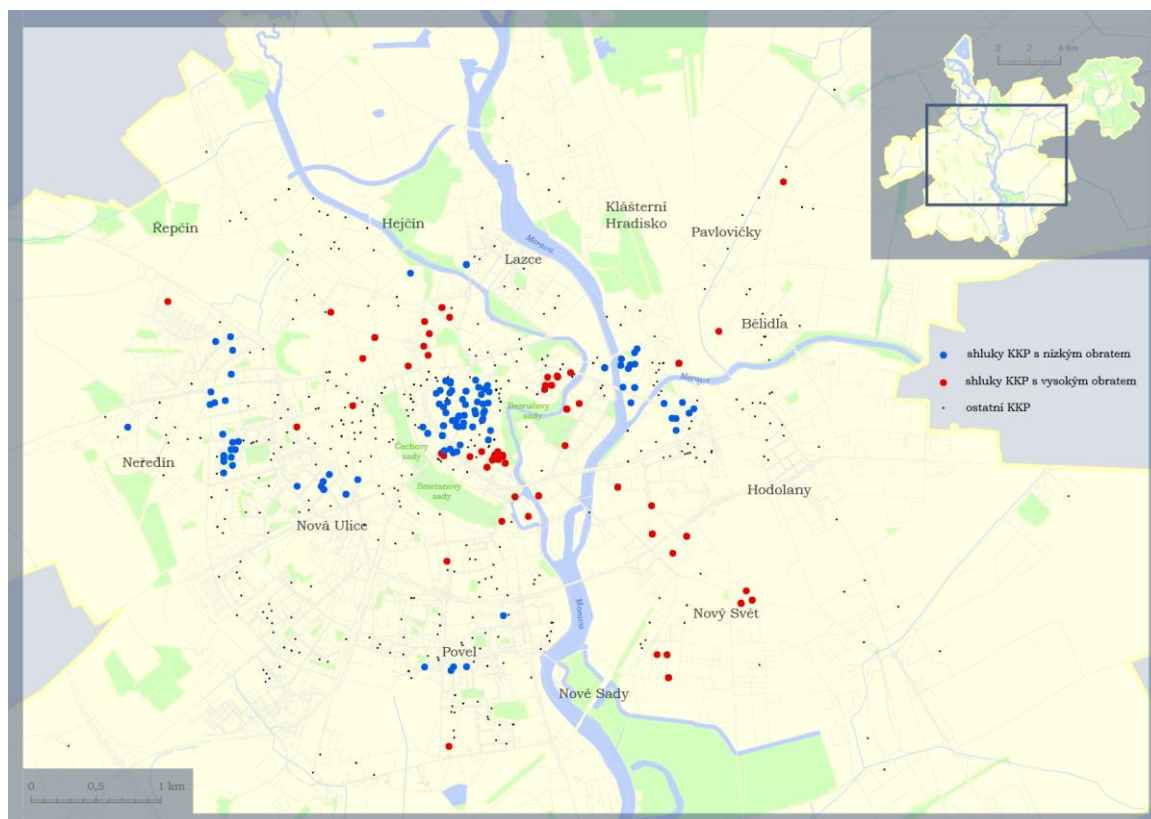 0 2 4 km
Klášterní
Hradisko
Řepčín
Hejčín
Pavlovičky
Morava
Lazce
Bělidla
shluky KKP s nízkým obratem
shluky KKP s vysokým obratem
ostatní KKP
Morava
Bezručovy
sady
Čechovy
sady
Neředín
Smetanovy
sady
Hodolany
Nová Ulice
Morava
Nový Svět
Povel
Nové Sady
0 0,5 1 km